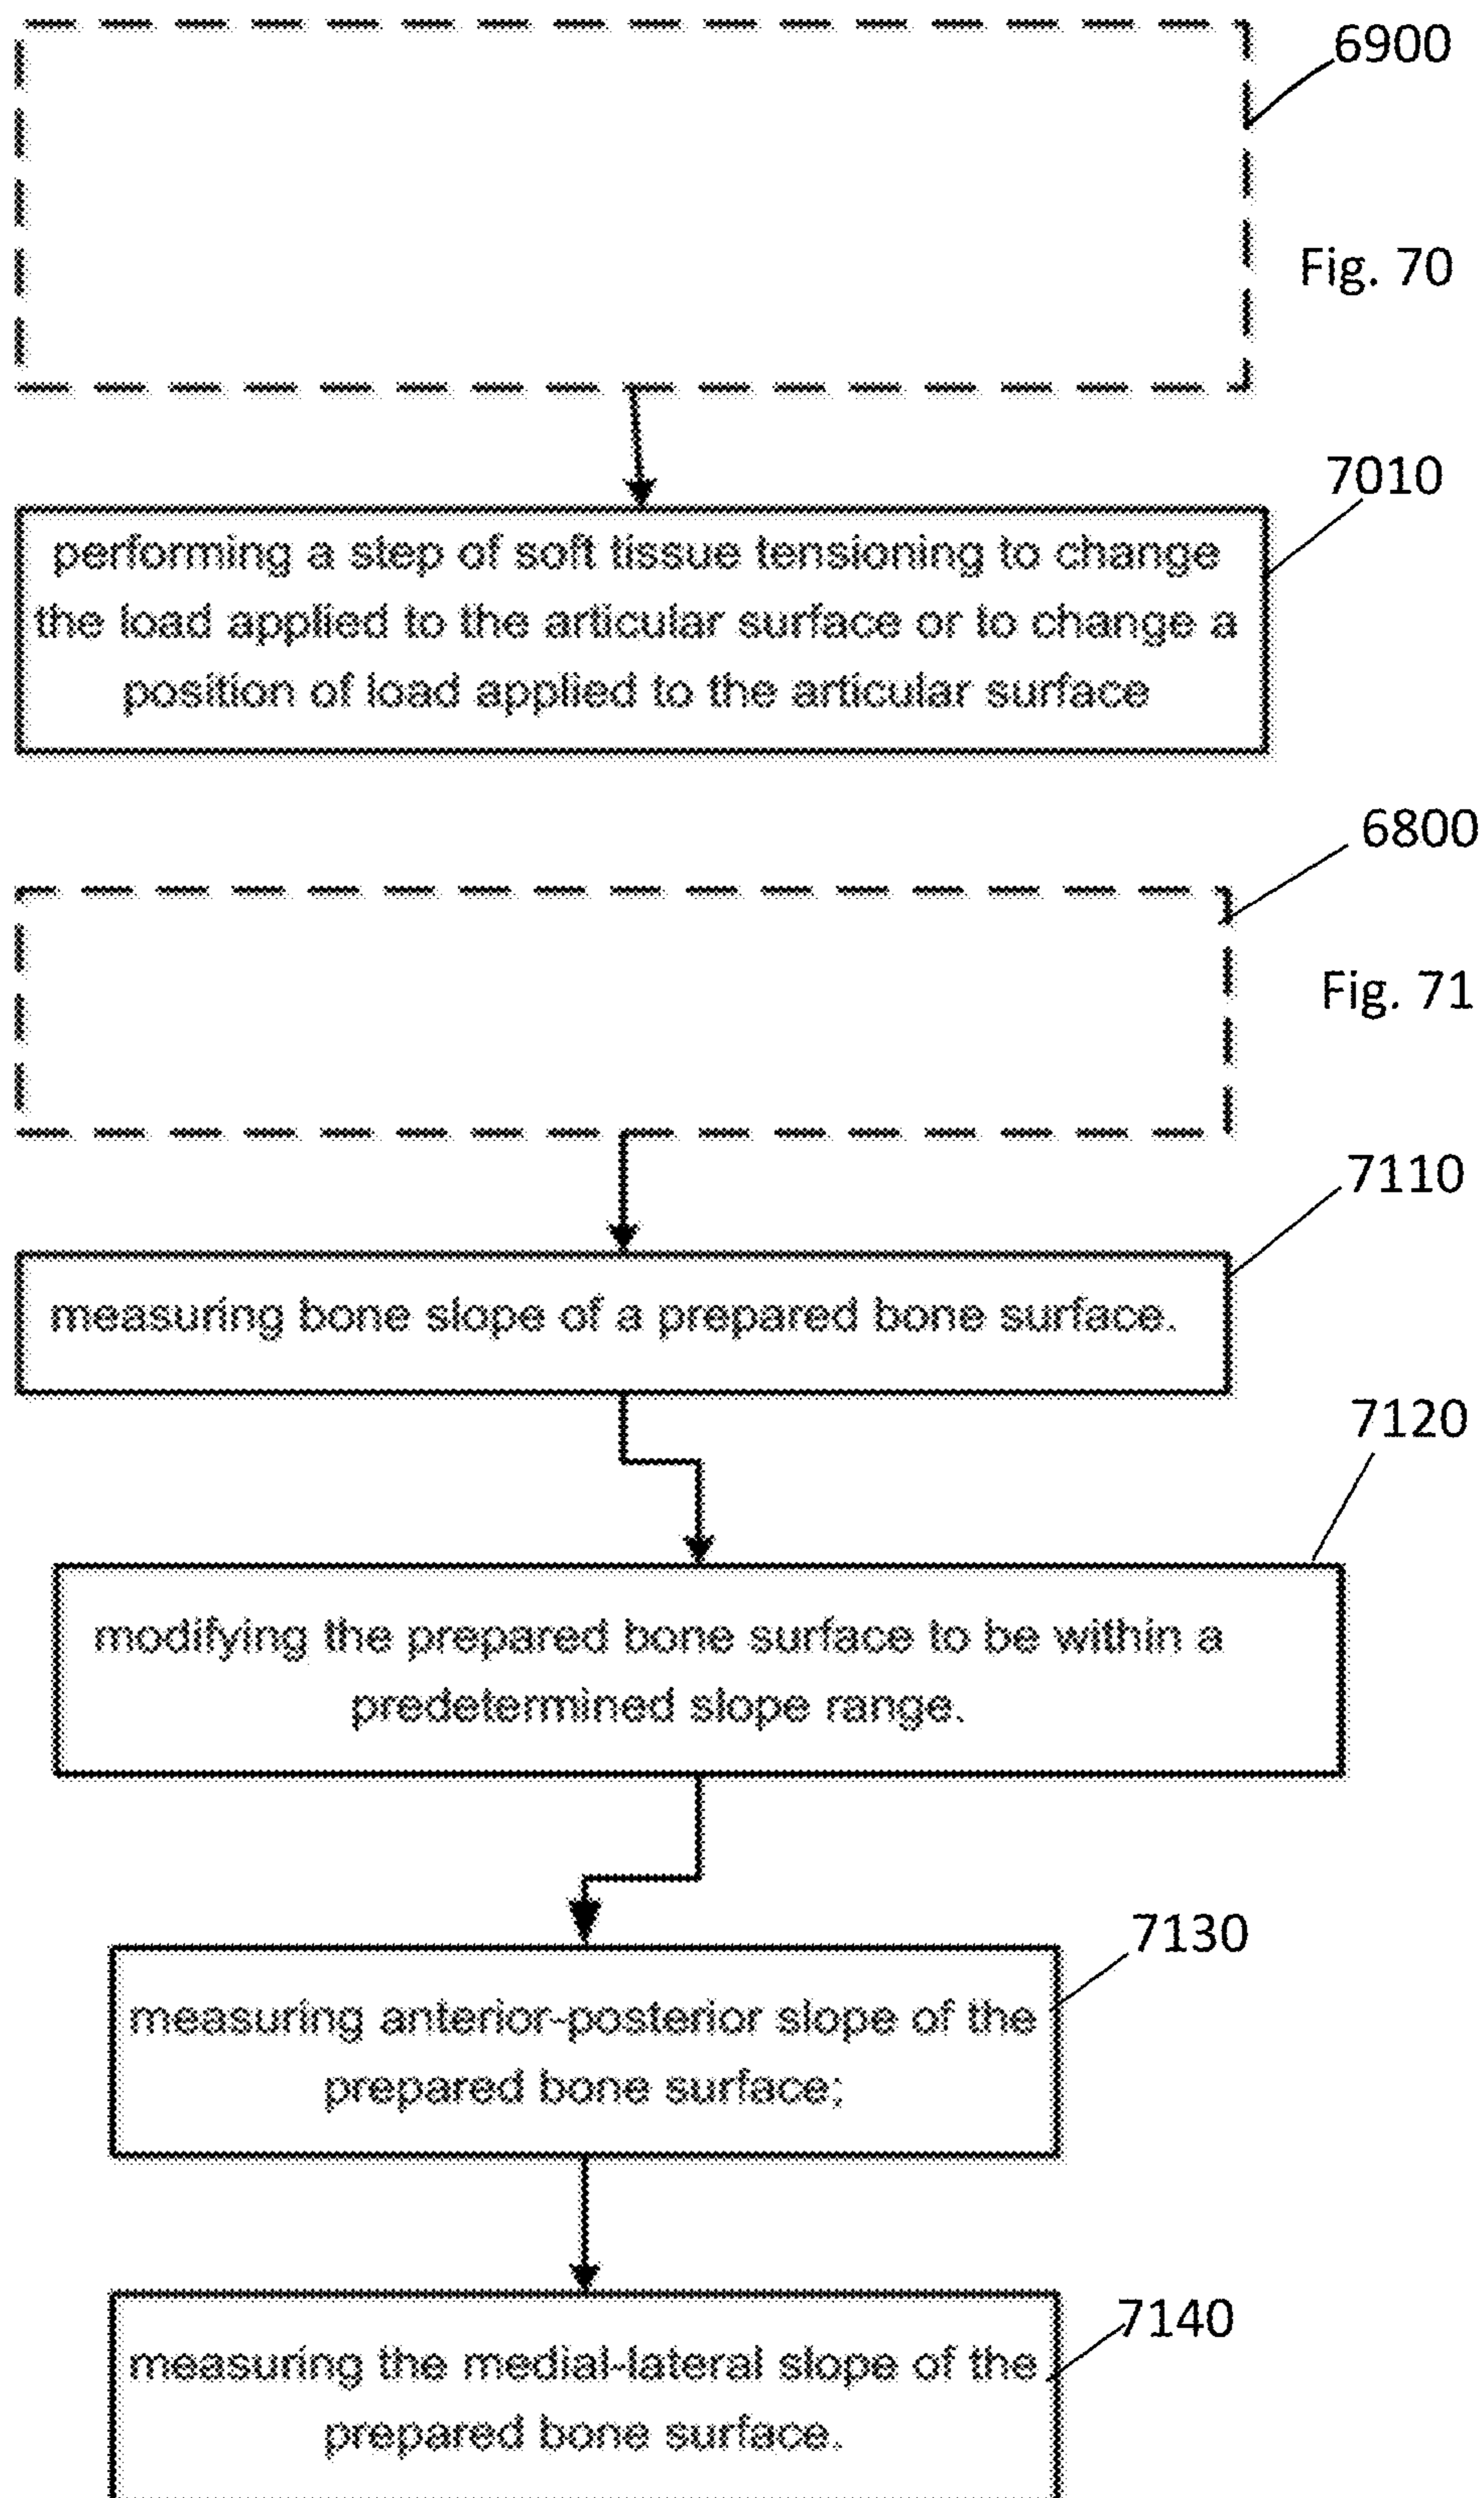 6900
Fig. 70
7010
performing a step of soft tissue tensioning to change
the load applied to the articular surface or to change a
position of load applied to the articular surface
6800
Fig. 71
7110
measuring bone slope of a prepared bone surface.
7120
modifying the prepared bone surface to be within a
predetermined slope range.
7130
measuring anterior-posterior slope of the
prepared bone surface;
7140
measuring the medial-lateral slope of the
prepared bone surface.